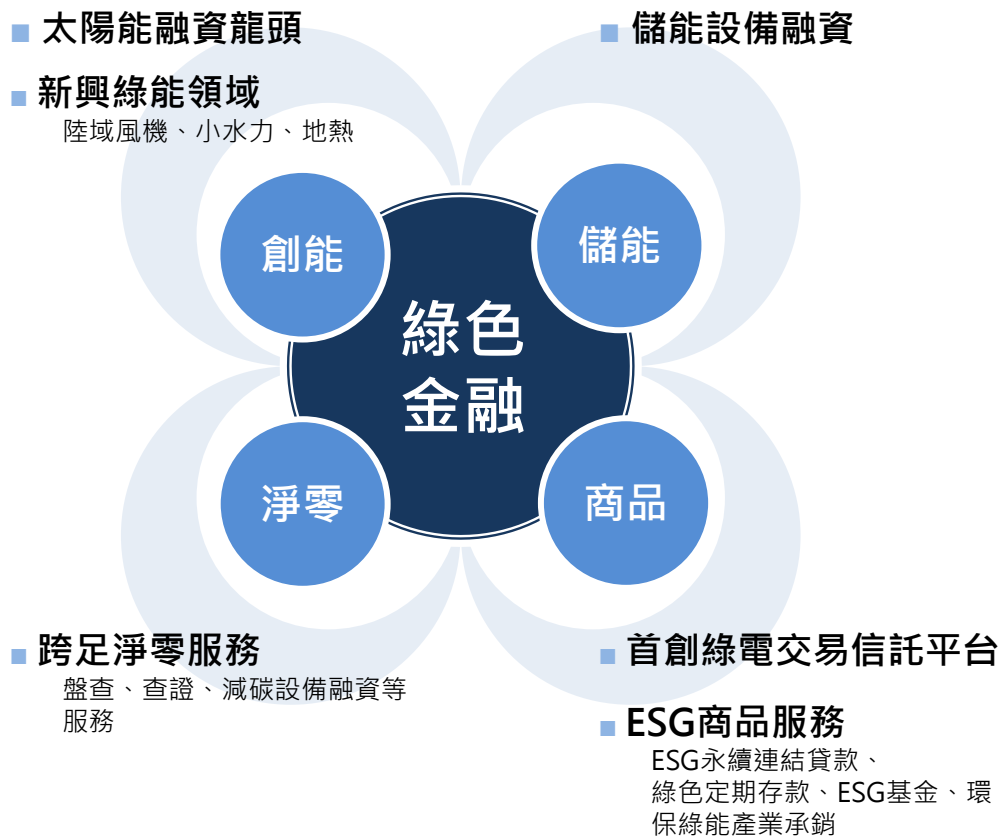 太陽能融資龍頭
新興綠能領域
陸域風機、小水力、地熱
儲能設備融資
創能
儲能
綠色
金融
淨零
商品
跨足淨零服務
盤查、查證、減碳設備融資等
服務
首創綠電交易信託平台
ESG商品服務
ESG永續連結貸款、
綠色定期存款、ESG基金、環
保綠能產業承銷